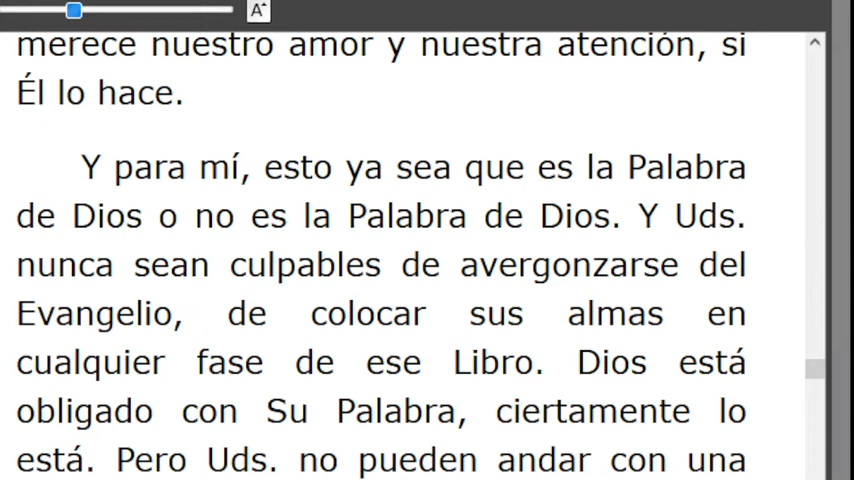 A
merece nuestro amor y nuestra atención, si
Él lo hace.
Y para mí, esto ya sea que es la Palabra
de Dios o no es la Palabra de Dios. Y Uds.
nunca sean culpables de avergonzarse del
Evangelio, de colocar sus almas en
cualquier fase de ese Libro. Dios está
obligado con Su Palabra, ciertamente lo
está. Pero Uds. no pueden andar con una